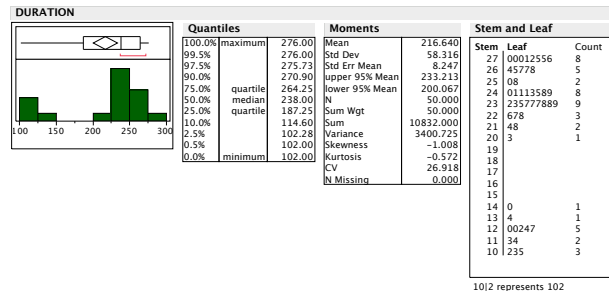 DURATION
100 150 200 250 300
Quantiles
100.0% maximum 276.00
99.5% 276.00
97.5% 275.73
90.0% 270.90
75.0% quartile 264.25
50.0% median 238.00
25.0% quartile 187.25
10.0% 114.60
2.5% 102.28
0.5% 102.00
0.0% minimum 102.00
Moments
Mean 216.640
Std Dev 58.316
Std Err Mean 8.247
upper 95% Mean 233.213
lower 95% Mean 200.067
N 50.000
Sum Wgt 50.000
Sum 10832.000
Variance 3400.725
Skewness -1.008
Kurtosis -0.572
CV 26.918
N Missing 0.000
Stem and Leaf
Stem Leaf Count
27 00012556 8
26 45778 5
25 08 2
24 01113589 8
23 235777889 9
22 678 3
21 48 2
20 3 1
19
18
17
16
15
14 0 1
13 4 1
12 00247 5
11 34 2
10 235 3
10|2 represents 102